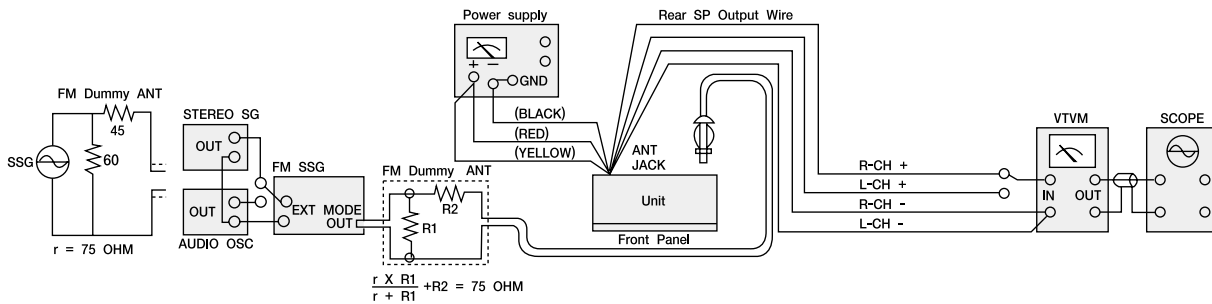 FM Dummy ANT
45
SSG
60
r = 75 OHM
STEREO SG
OUT
OUT
AUDIO OSC
FM SSG
EXT MODE
OUT
FM Dummy ANT
R2
R1
r X R1
r + R1
+R2 = 75 OHM
Power supply
+ −
GND
(BLACK)
(RED)
(YELLOW)
ANT
JACK
Unit
Front Panel
Rear SP Output Wire
R-CH +
L-CH +
R-CH -
L-CH -
VTVM
IN OUT
SCOPE